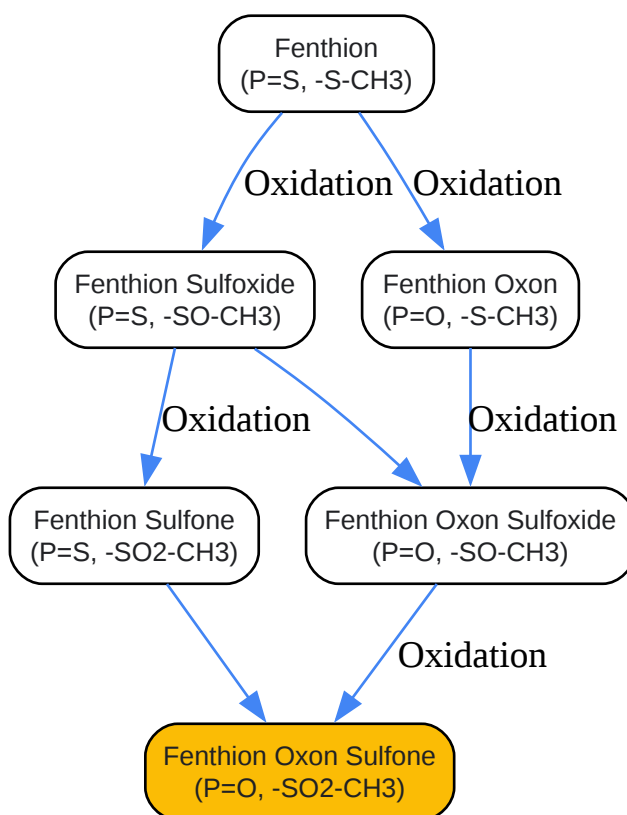 Fenthion
(P=S, -S-CH3)
Oxidation
Oxidation
Fenthion Sulfoxide
(P=S, -SO-CH3)
Fenthion Oxon
(P=O, -S-CH3)
Oxidation
Oxidation
Fenthion Sulfone
(P=S, -SO2-CH3)
Fenthion Oxon Sulfoxide
(P=O, -SO-CH3)
Oxidation
Fenthion Oxon Sulfone
(P=O, -SO2-CH3)